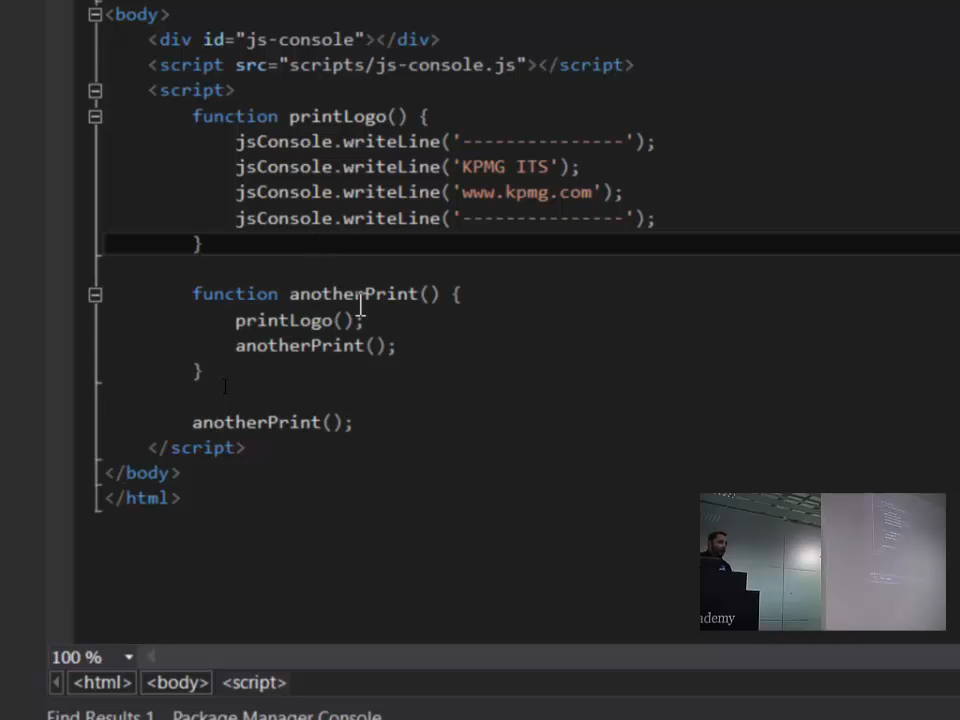 <body>
<div id="js-console"></div>
<script src="scripts/js-console.js"></script>
<script>
function printLogo() {
jsConsole.writeLine('---------------');
jsConsole.writeLine('KPMG ITS');
jsConsole.writeLine('www.kpmg.com');
jsConsole.writeLine('---------------');
}
function anotherPrint() {
printLogo();
anotherPrint();
}
anotherPrint();
</script>
</body>
</html>
ademy
100 %
<html> <body> <script>
Find Results 1 Package Manager Console